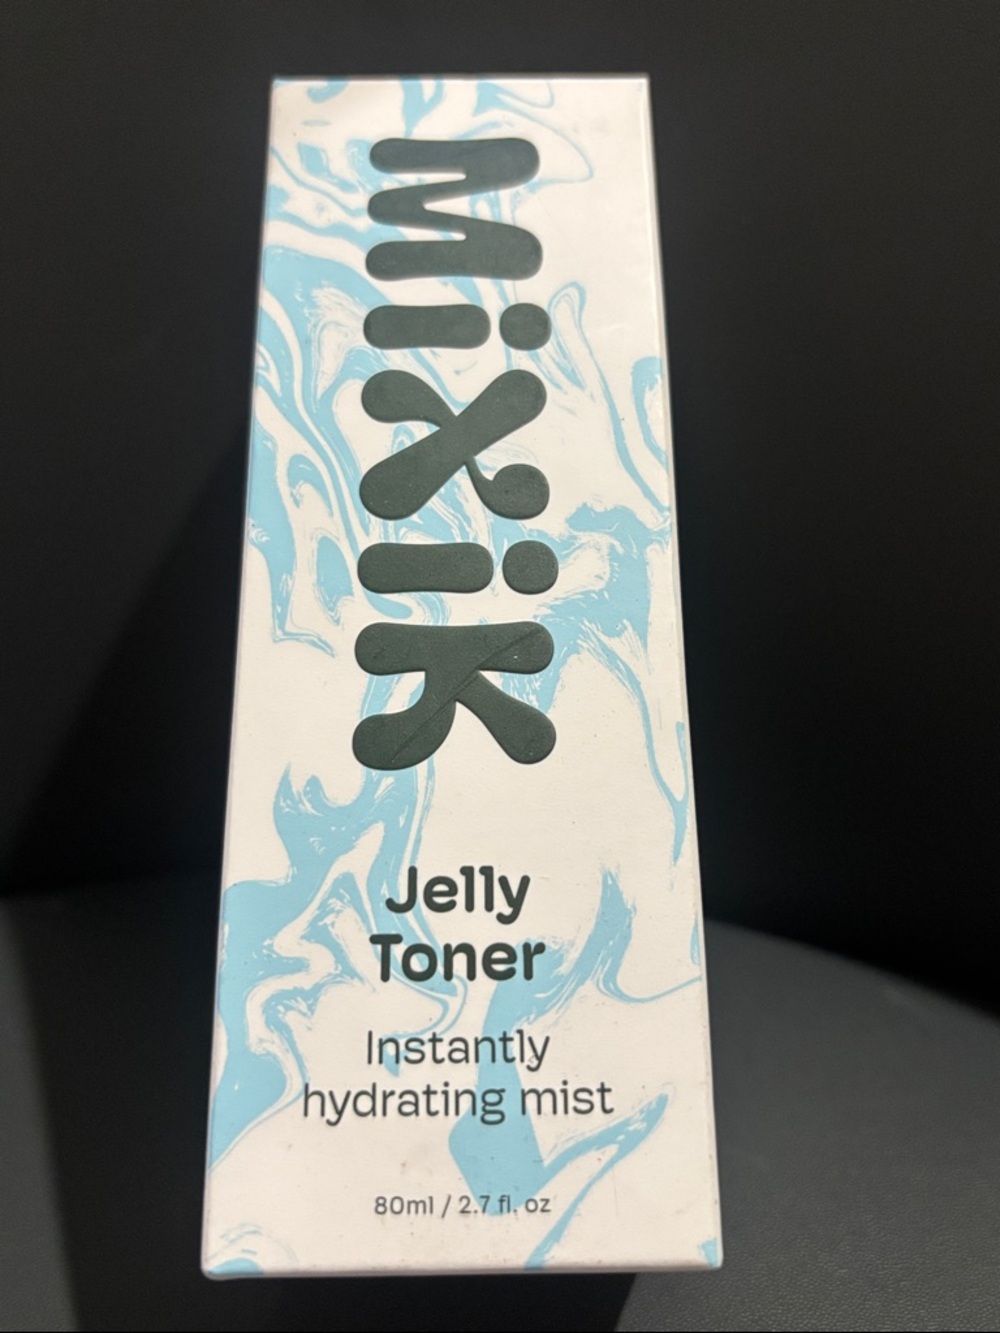 Mixik
Jelly
Toner
Instantly
hydrating mist
80ml / 2.7 fl. oz